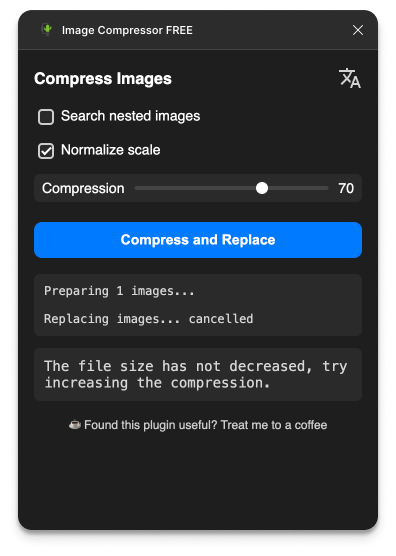 Image Compressor FREE
Compress Images
Search nested images
Normalize scale
Compression 70
Compress and Replace
Preparing 1 images...
Replacing images... cancelled
The file size has not decreased, try
increasing the compression.
☕ Found this plugin useful? Treat me to a coffee